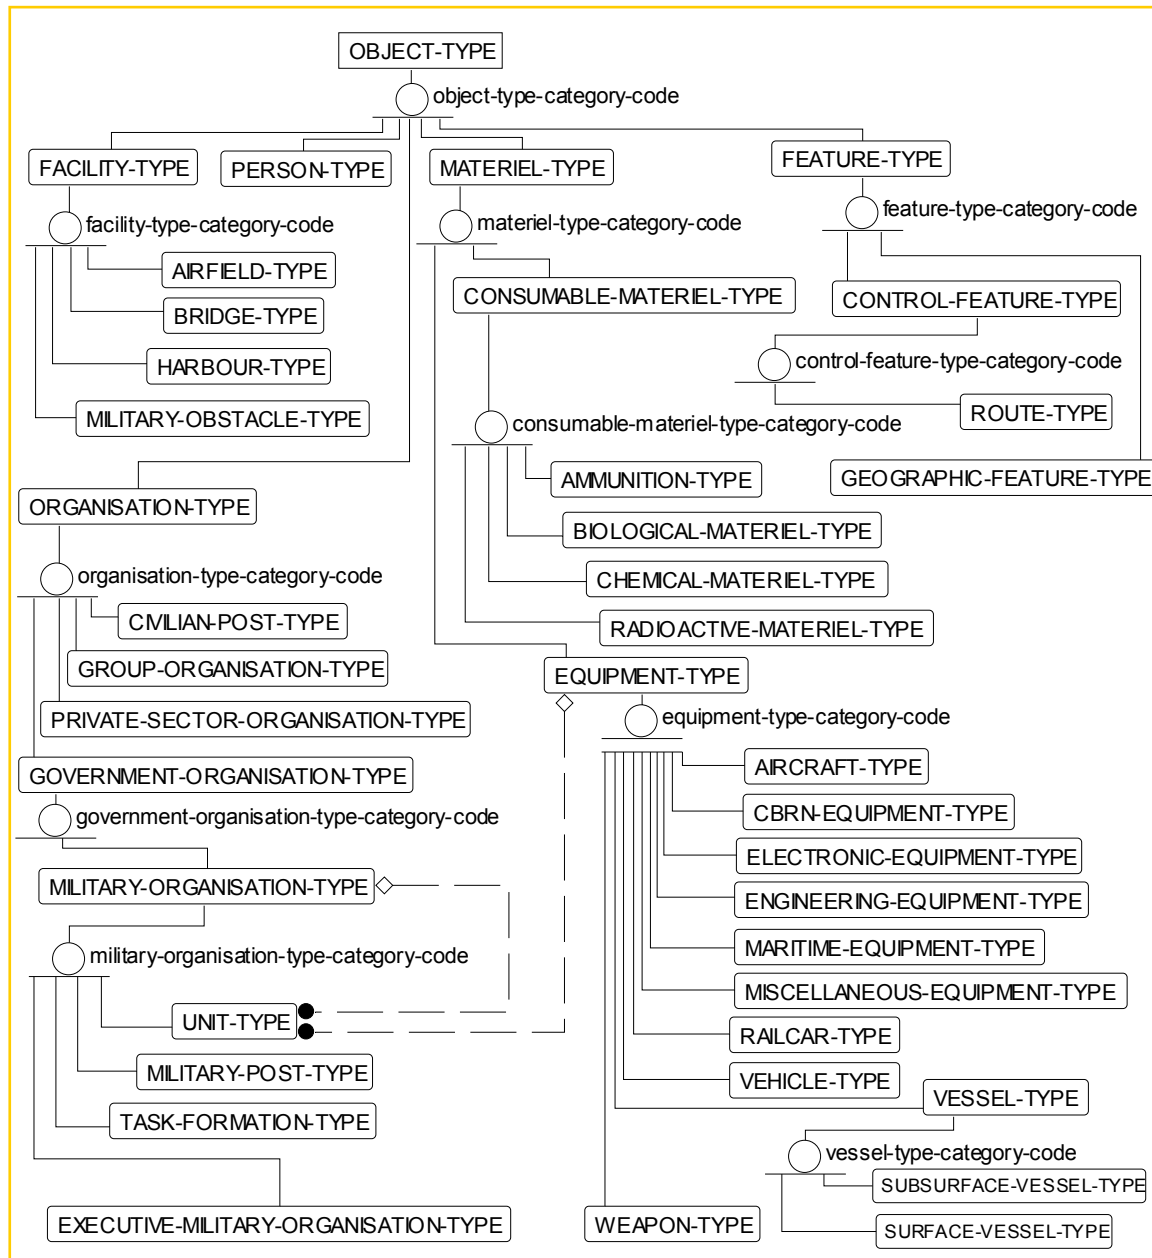 OBJECT-TYPE
object-type-category-code
FACILITY-TYPE
PERSON-TYPE
MATERIEL-TYPE
FEATURE-TYPE
facility-type-category-code
materiel-type-category-code
feature-type-category-code
AIRFIELD-TYPE
CONSUMABLE-MATERIEL-TYPE
CONTROL-FEATURE-TYPE
BRIDGE-TYPE
HARBOUR-TYPE
control-feature-type-category-code
MILITARY-OBSTACLE-TYPE
consumable-materiel-type-category-code
ROUTE-TYPE
AMMUNITION-TYPE
GEOGRAPHIC-FEATURE-TYPE
ORGANISATION-TYPE
BIOLOGICAL-MATERIEL-TYPE
organisation-type-category-code
CHEMICAL-MATERIEL-TYPE
CIVILIAN-POST-TYPE
RADIOACTIVE-MATERIEL-TYPE
GROUP-ORGANISATION-TYPE
EQUIPMENT-TYPE
PRIVATE-SECTOR-ORGANISATION-TYPE
equipment-type-category-code
GOVERNMENT-ORGANISATION-TYPE
AIRCRAFT-TYPE
government-organisation-type-category-code
CBRN-EQUIPMENT-TYPE
ELECTRONIC-EQUIPMENT-TYPE
MILITARY-ORGANISATION-TYPE
ENGINEERING-EQUIPMENT-TYPE
military-organisation-type-category-code
MARITIME-EQUIPMENT-TYPE
MISCELLANEOUS-EQUIPMENT-TYPE
UNIT-TYPE
RAILCAR-TYPE
MILITARY-POST-TYPE
VEHICLE-TYPE
VESSEL-TYPE
TASK-FORMATION-TYPE
vessel-type-category-code
SUBSURFACE-VESSEL-TYPE
EXECUTIVE-MILITARY-ORGANISATION-TYPE
WEAPON-TYPE
SURFACE-VESSEL-TYPE